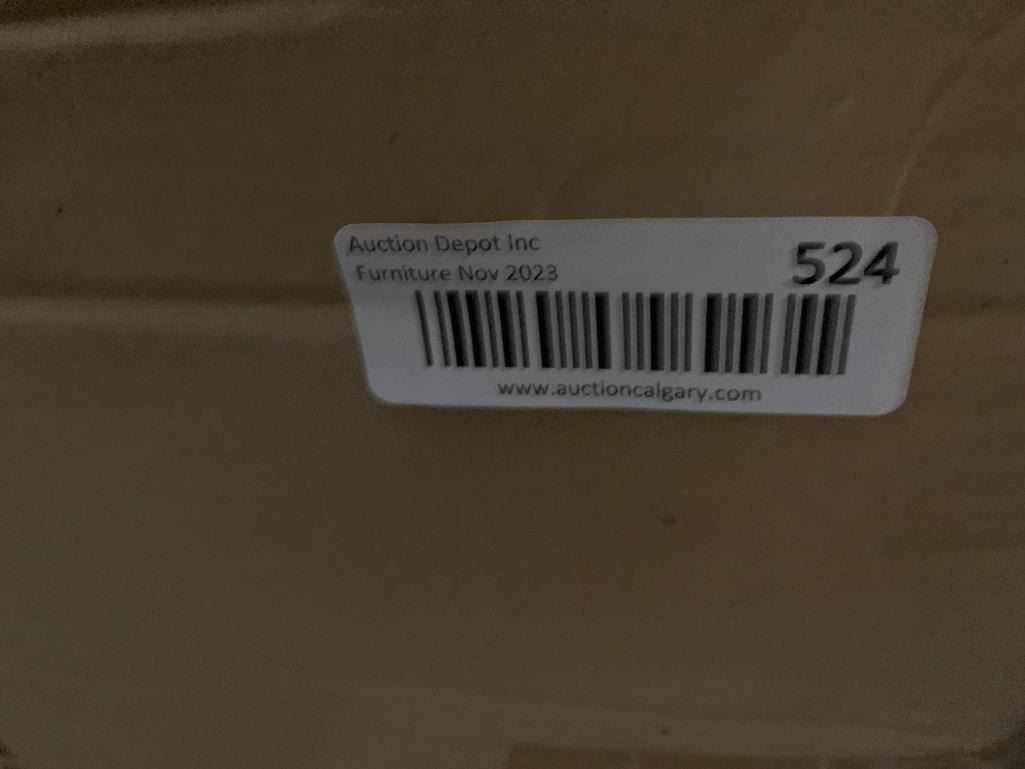 Auction Depot Inc
Furniture Nov 2023
524
www.auctioncalgary.com